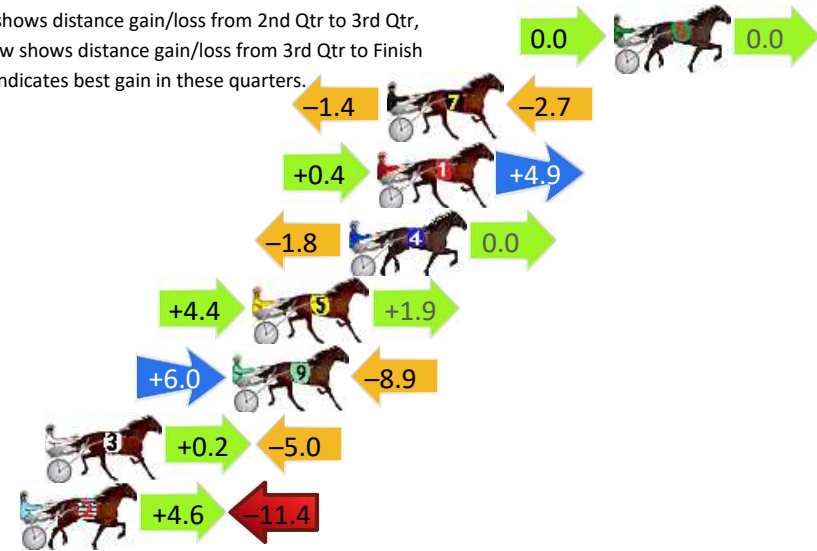 shows distance gain/loss from 2nd Qtr to 3rd Qtr,
w shows distance gain/loss from 3rd Qtr to Finish
ndicates best gain in these quarters.
0.0 0.0
–1.4 7 –2.7
+0.4 1 +4.9
–1.8 4 0.0
+4.4 5 +1.9
+6.0 9 –8.9
3 +0.2 –5.0
+4.6 –11.4